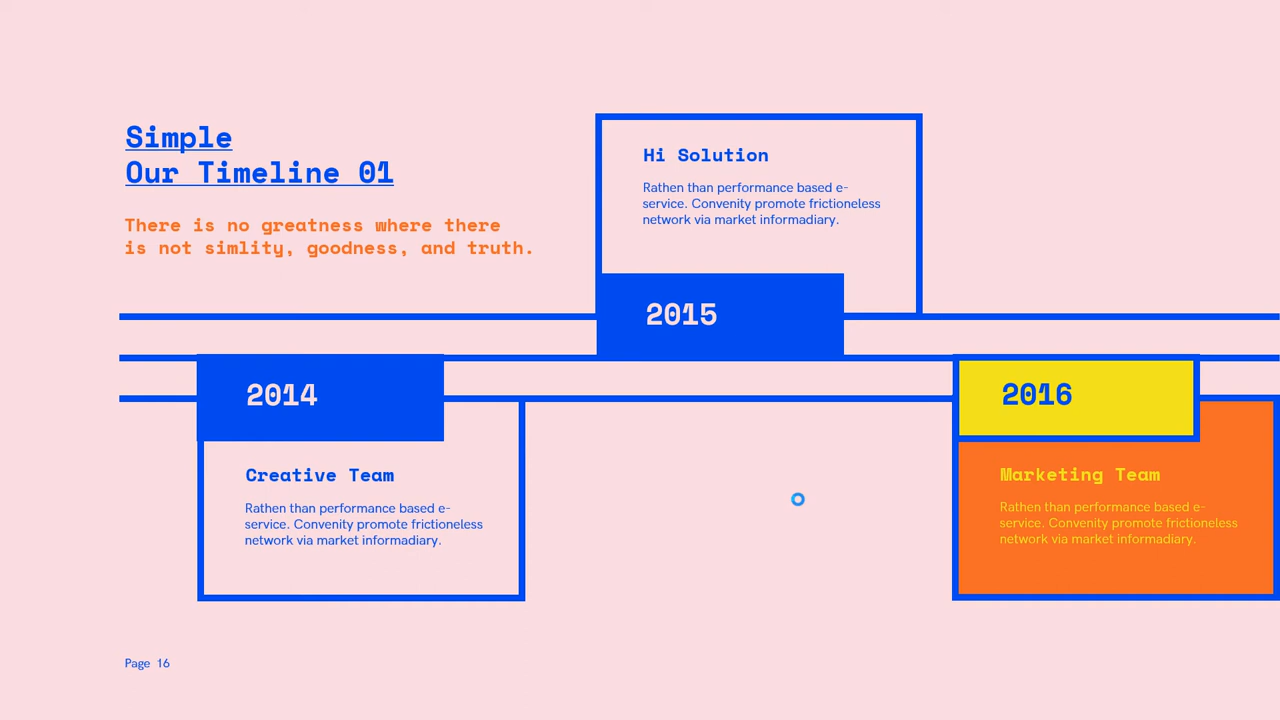 Simple
Our Timeline 01
There is no greatness where there
is not simlity, goodness, and truth.
Hi Solution
Rathen than performance based e-
service. Convenity promote frictioneless
network via market informadiary.
2015
2014
Creative Team
Rathen than performance based e-
service. Convenity promote frictioneless
network via market informadiary.
2016
Marketing Team
Rathen than performance based e-
service. Convenity promote frictioneless
network via market informadiary.
Page 16